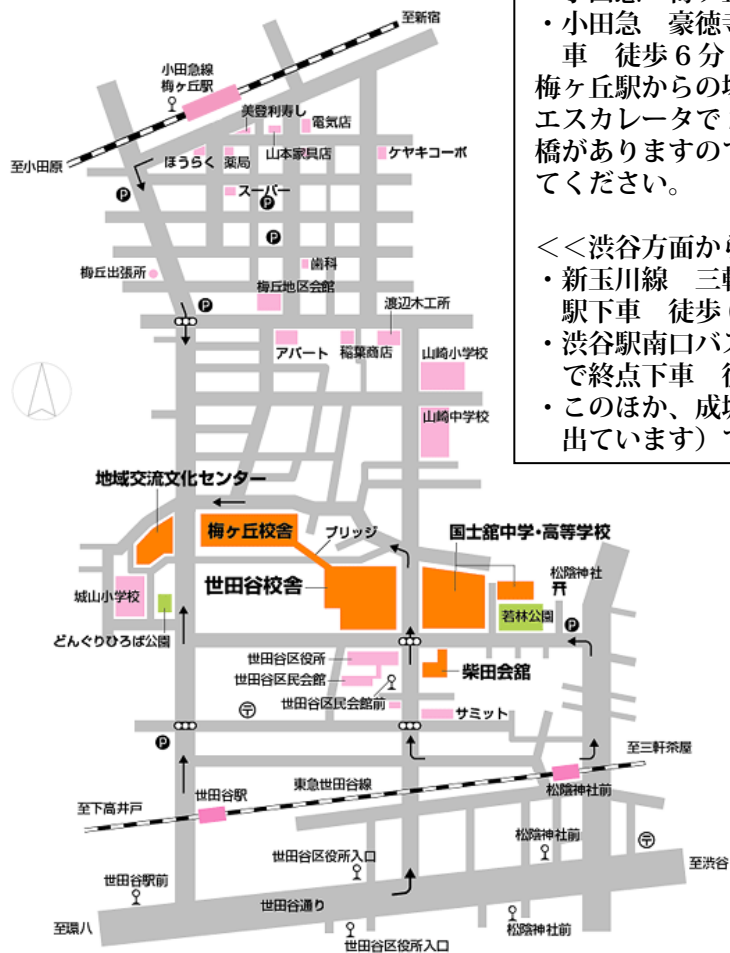 至新宿
・小田急 豪徳寺
車 徒歩6分
梅ヶ丘駅からの
エスカレータで
橋がありますので
てください。
<<渋谷方面から
・新玉川線 三軒
駅下車 徒歩
・渋谷駅南口バス
で終点下車
・このほか、成城
出ています)
小田急線
梅ヶ丘駅
美登利寿し
電気店
至小田原
ほうらく
薬局
山本家具店
ケヤキコーポ
P
スーパー
P
P
歯科
梅丘出張所
梅丘地区会館
P
渡辺木工所
アパート
稲葉商店
山崎小学校
山崎中学校
地域交流文化センター
梅ヶ丘校舎
ブリッジ
国士舘中学・高等学校
世田谷校舎
松陰神社
城山小学校
若林公園
P
どんぐりひろば公園
世田谷区役所
世田谷区民会館
柴田会舘
世田谷区民会館前
サミット
〒
P
至三軒茶屋
東急世田谷線
世田谷駅
松陰神社前
至下高井戸
松陰神社前
〒
世田谷区役所入口
至渋谷
世田谷駅前
世田谷通り
至環八
松陰神社前
世田谷区役所入口